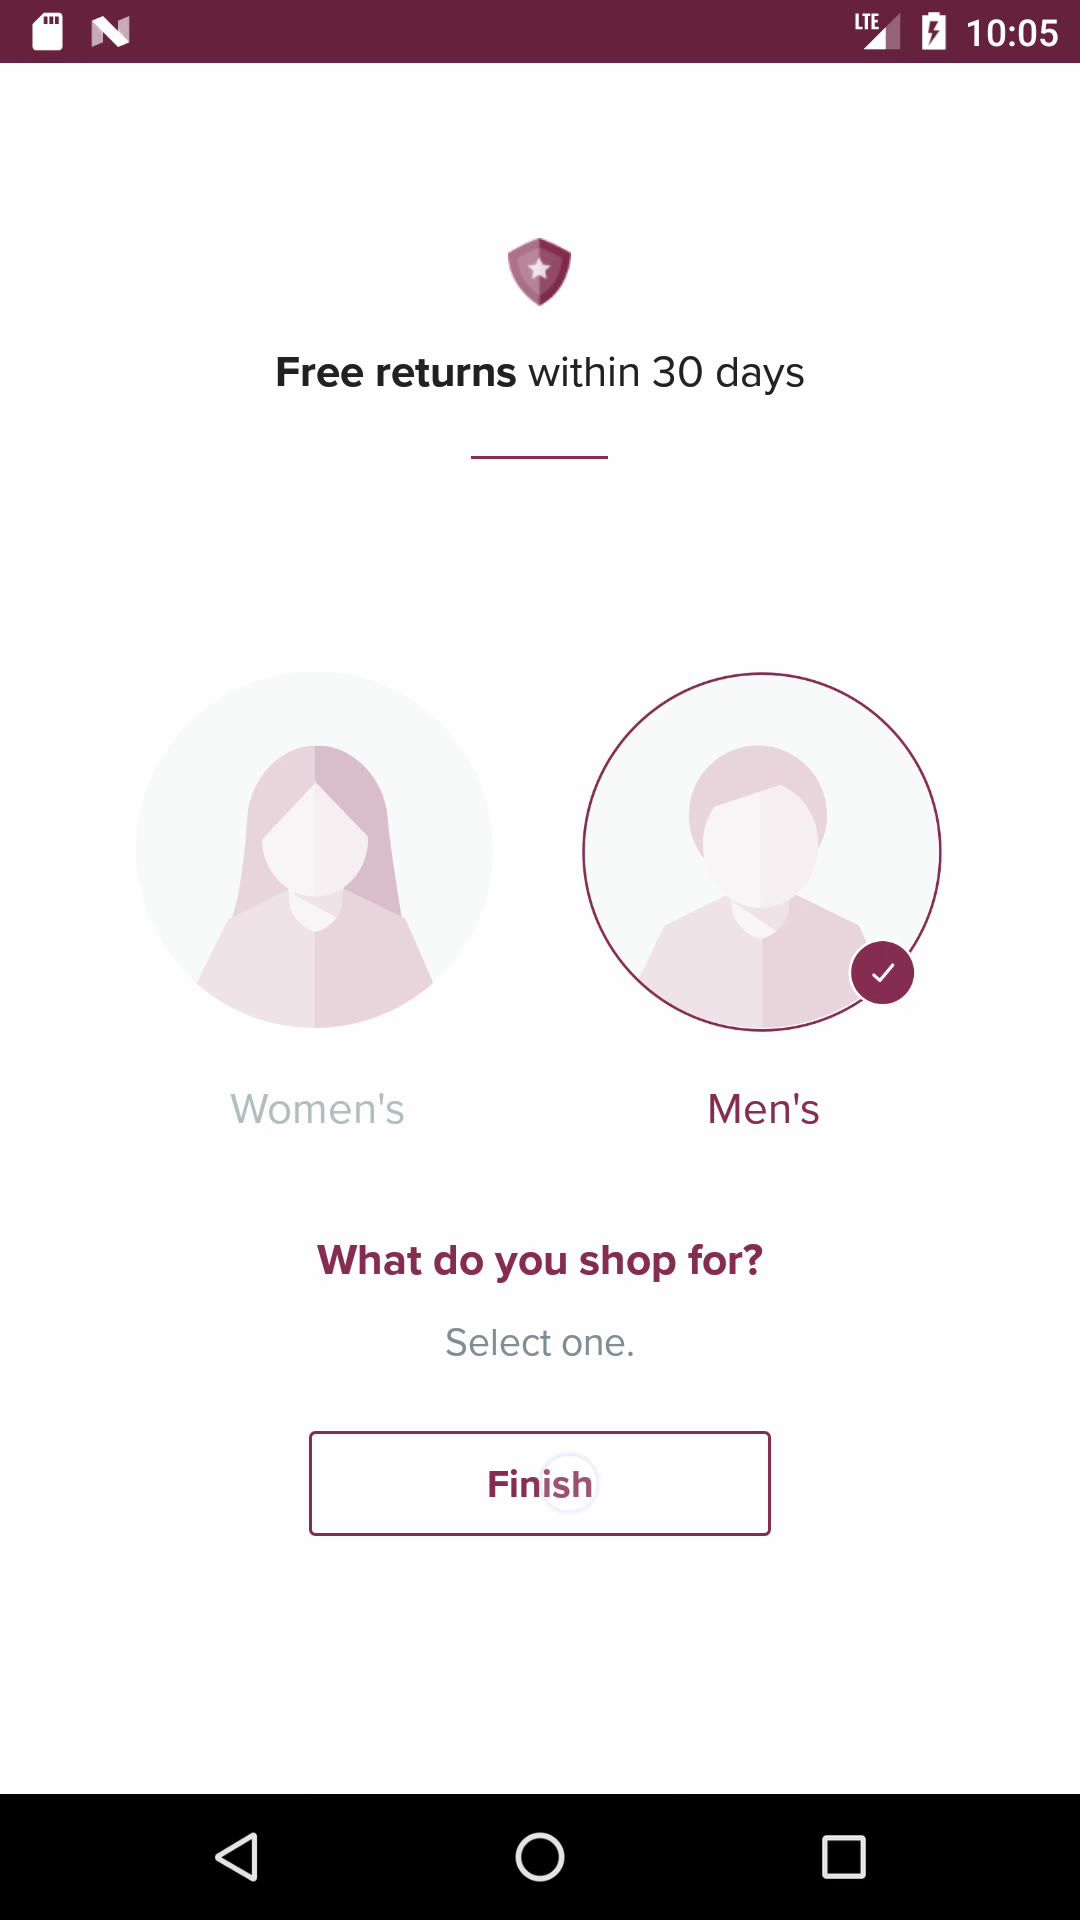 LTE 10:05
Free returns within 30 days
Women's Men's
What do you shop for?
Select one.
Finish